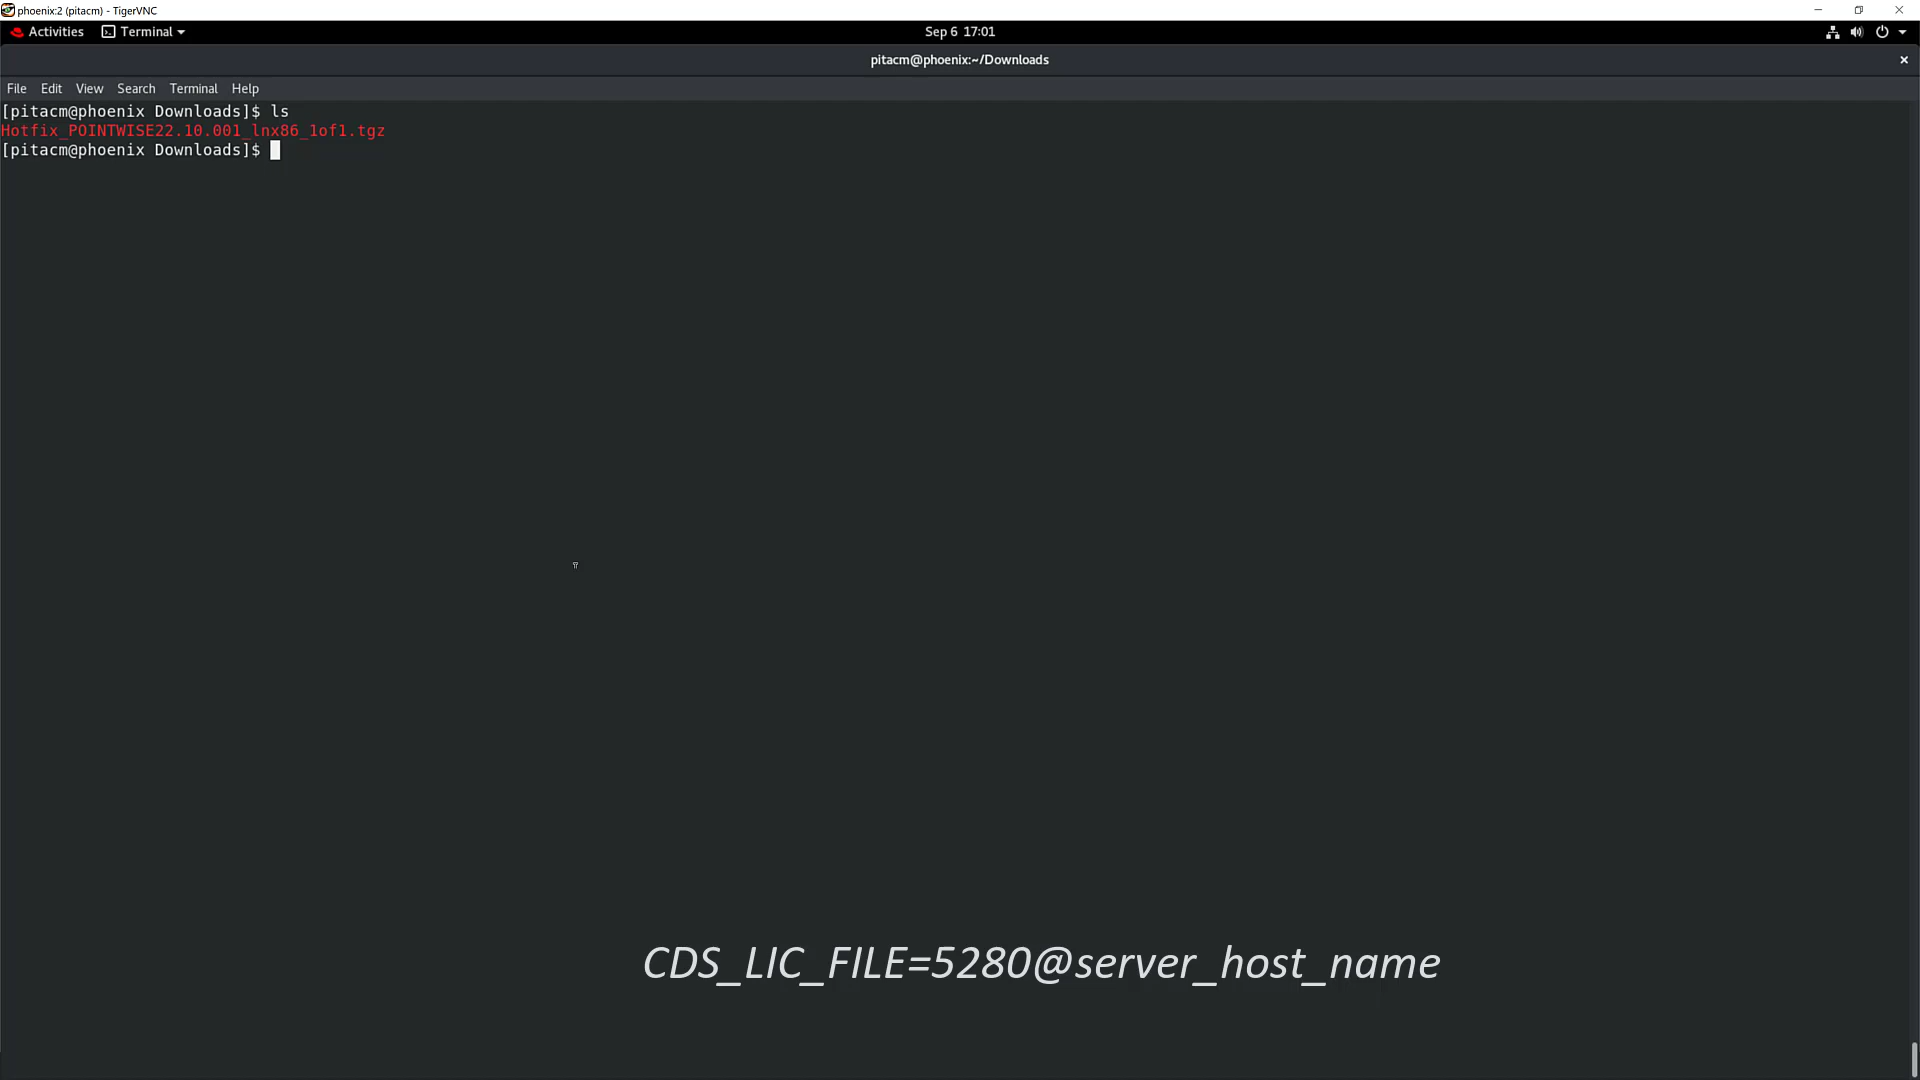 phoenix:2 (pitacm) - TigerVNC
Activities Terminal Sep 6 17:01
pitacm@phoenix:~/Downloads
File Edit View Search Terminal Help
[pitacm@phoenix Downloads]$ ls
Hotfix_POINTWISE22.10.001_lnx86_1of1.tgz
[pitacm@phoenix Downloads]$
CDS_LIC_FILE=5280@server_host_name